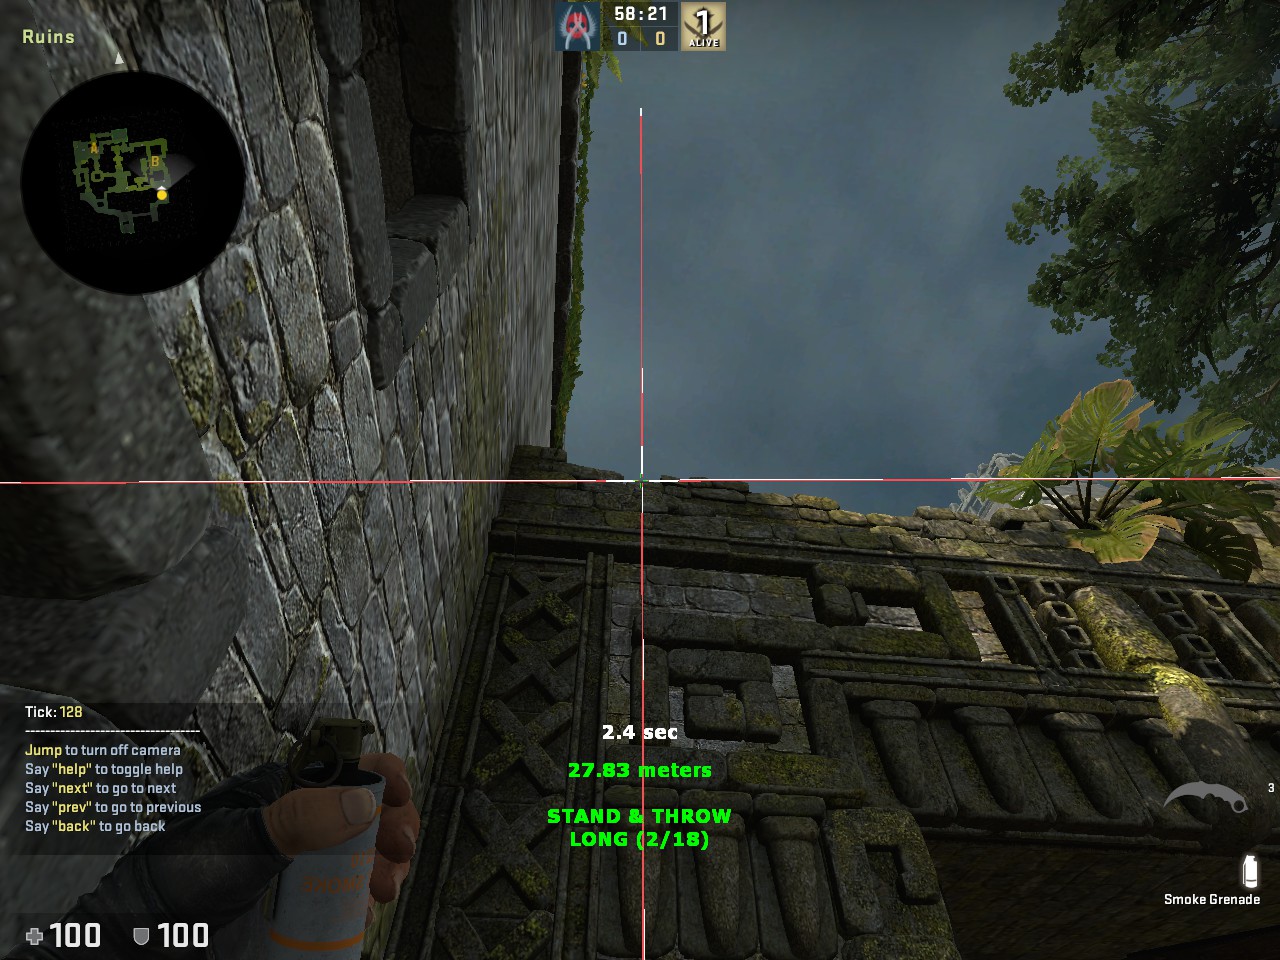 Ruins
58:21
0 0
1
ALIVE
A
B
Tick: 128
----------------------------------
Jump to turn off camera
Say "help" to toggle help
Say "next" to go to next
Say "prev" to go to previous
Say "back" to go back
2.4 sec
27.83 meters
STAND & THROW
LONG (2/18)
3
Smoke Grenade
100
100